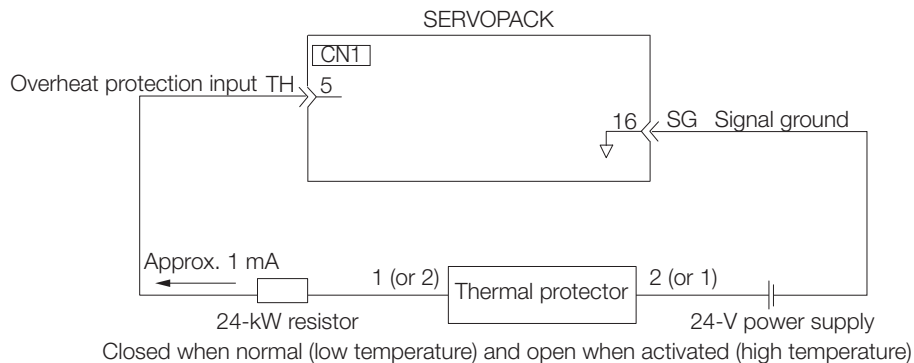 SERVOPACK
CN1
Overheat protection input TH 5
16 SG Signal ground
Approx. 1 mA
1 (or 2) Thermal protector 2 (or 1)
24-kW resistor 24-V power supply
Closed when normal (low temperature) and open when activated (high temperature)